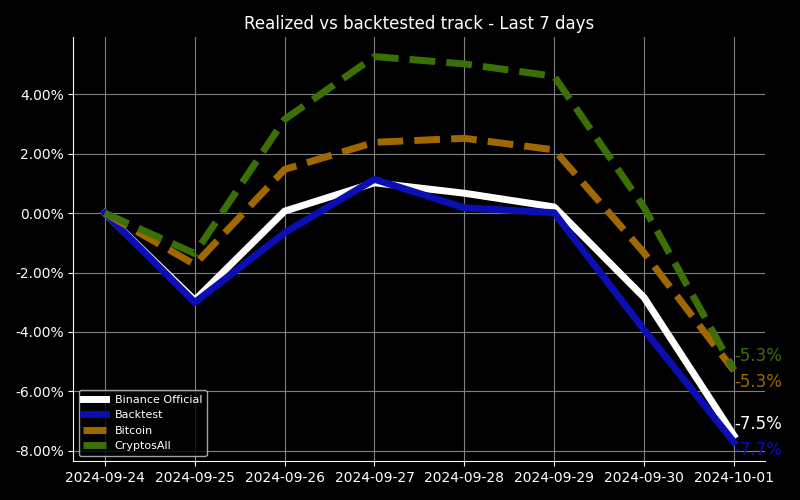 Realized vs backtested track - Last 7 days
4.00%
2.00%
0.00%
-2.00%
-4.00%
-6.00%
-8.00%
-5.3%
-5.3%
-7.5%
-7.7%
Binance Official
Backtest
Bitcoin
CryptosAll
2024-09-24 2024-09-25 2024-09-26 2024-09-27 2024-09-28 2024-09-29 2024-09-30 2024-10-01